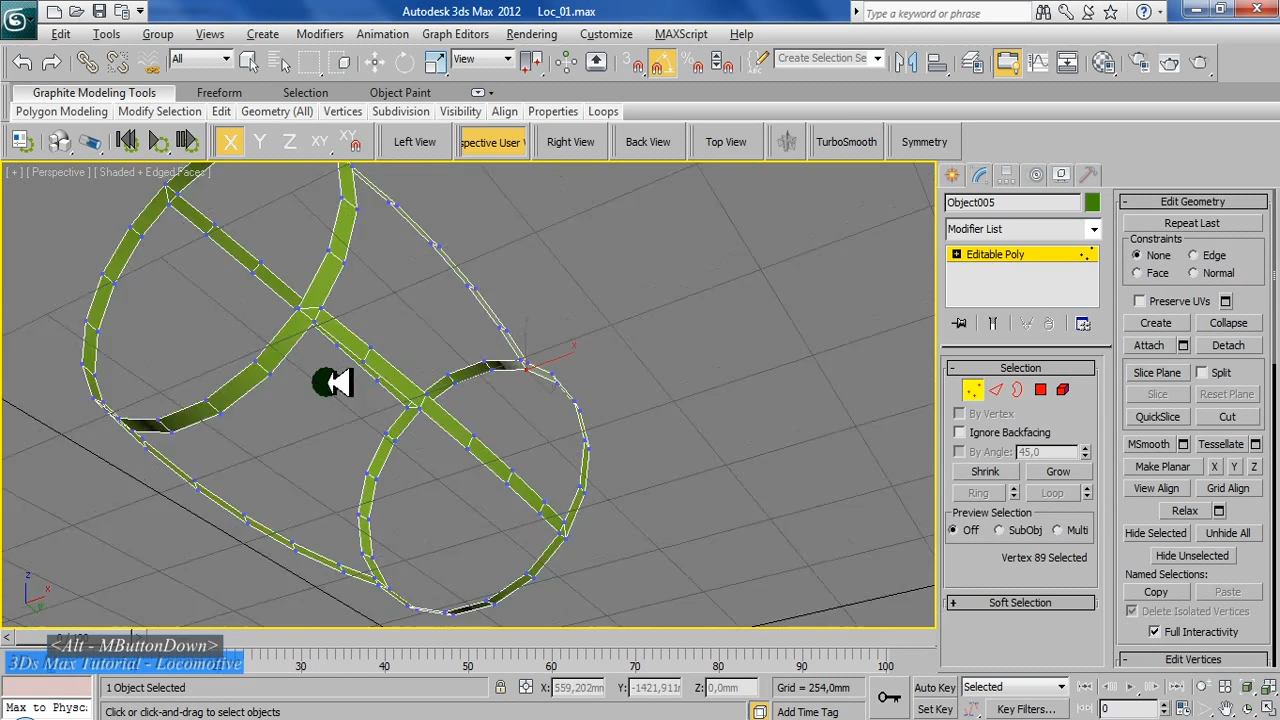 Autodesk 3ds Max 2012 Loc_01.max
Type a keyword or phrase
Edit Tools Group Views Create Modifiers Animation Graph Editors Rendering Customize MAXScript Help
All View Create Selection Se
Graphite Modeling Tools Freeform Selection Object Paint
Polygon Modeling Modify Selection Edit Geometry (All) Vertices Subdivision Visibility Align Properties Loops
X Y Z XY XY Left View spective User Right View Back View Top View TurboSmooth Symmetry
[ + ] [ Perspective ] [ Shaded + Edged Faces ]
Object005
Modifier List
Editable Poly
Selection
By Vertex
Ignore Backfacing
By Angle: 45,0
Shrink Grow
Ring Loop
Preview Selection
Off SubObj Multi
Vertex 89 Selected
Soft Selection
Edit Geometry
Repeat Last
Constraints
None Edge
Face Normal
Preserve UVs
Create Collapse
Attach Detach
Slice Plane Split
Slice Reset Plane
QuickSlice Cut
MSmooth Tessellate
Make Planar X Y Z
View Align Grid Align
Relax
Hide Selected Unhide All
Hide Unselected
Named Selections:
Copy Paste
Delete Isolated Vertices
Full Interactivity
Edit Vertices
x
z
x
y
<Alt - MButtonDown>
3Ds Max Tutorial - Locomotive
30 40 50 60 70 80 90 100
1 Object Selected X: 559,202mm Y: -1421,911m Z: 0,0mm Grid = 254,0mm Auto Key Selected
Max to Physc Click or click-and-drag to select objects Add Time Tag Set Key Key Filters... 0